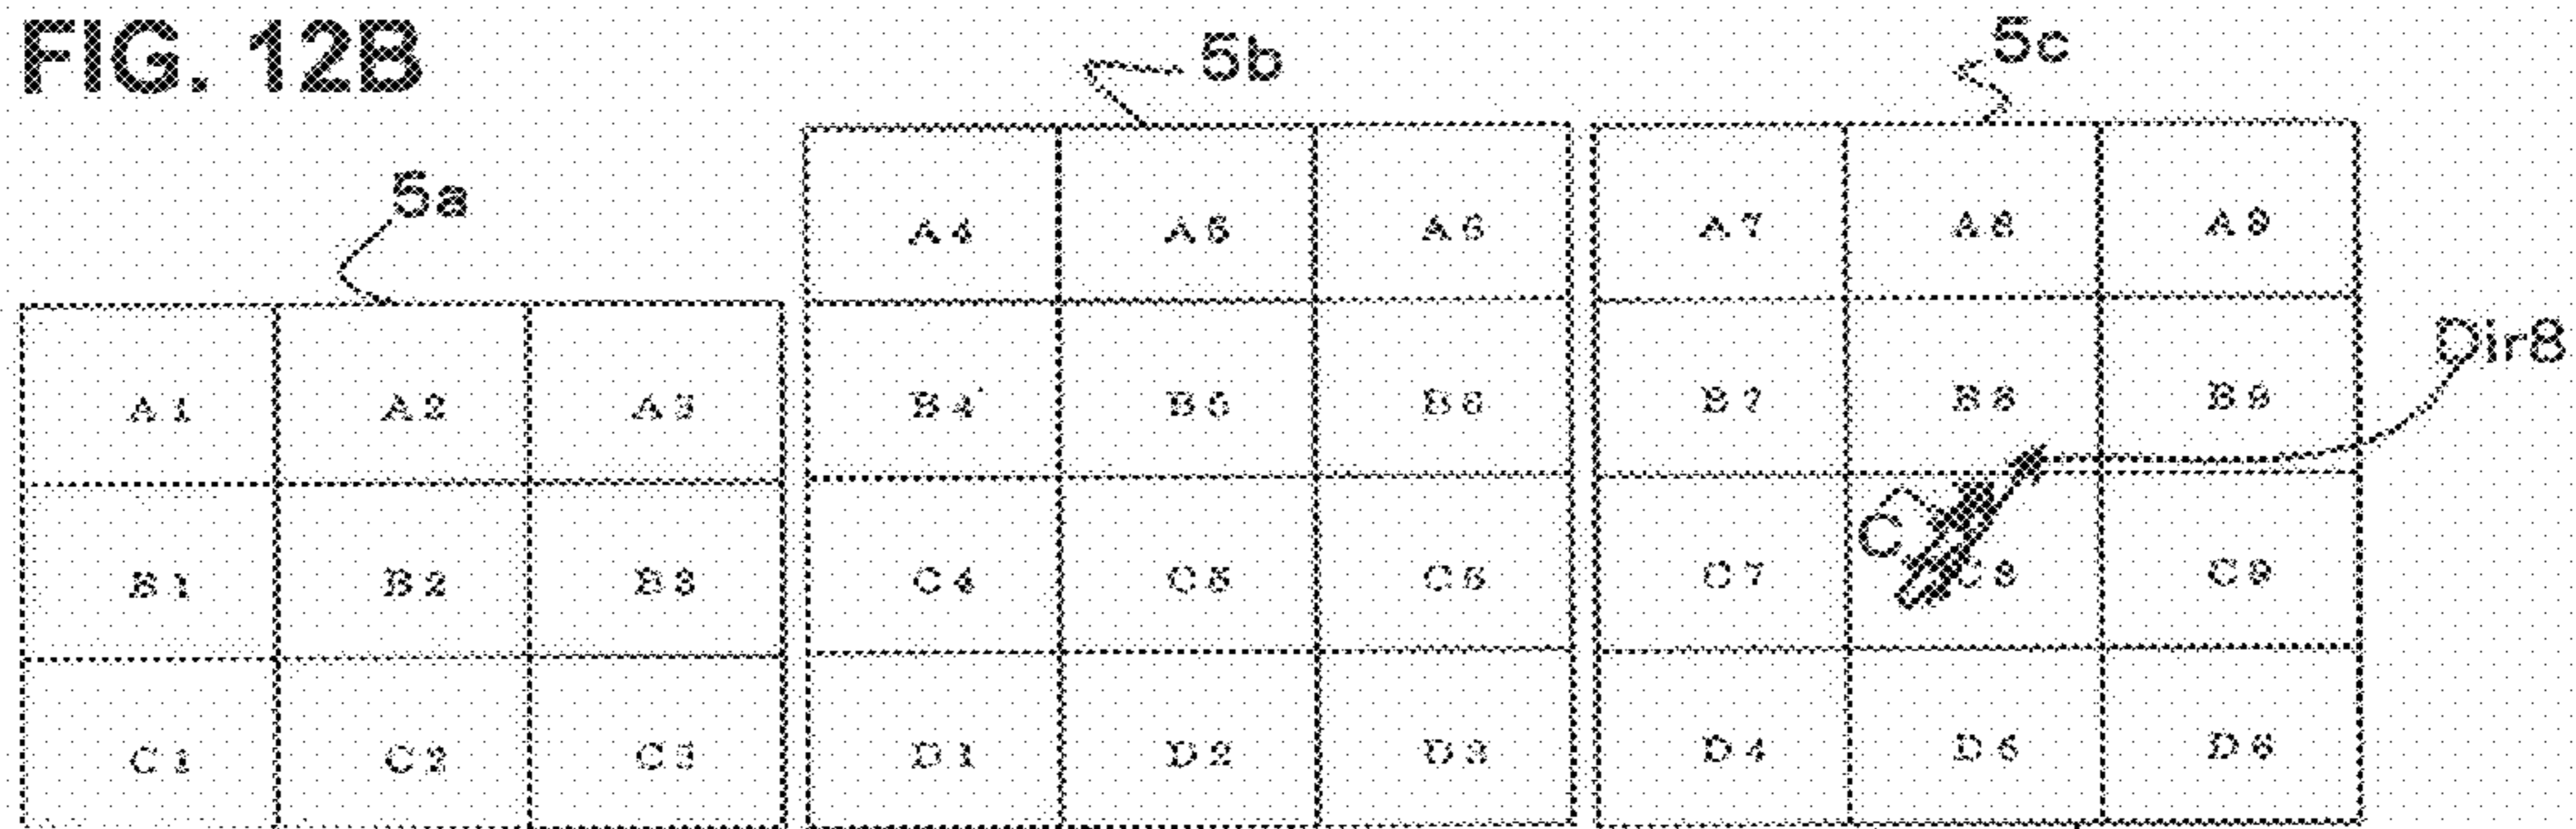 FIG. 12B
5b
5c
5a
A4 A5 A6 A7 A8 A9
Dir8
A1 A2 A3 B4 B5 B6 B7 B8 B9
C
B1 B2 B3 C4 C5 C6 C7 C8 C9
C1 C2 C3 D1 D2 D3 D4 D5 D6